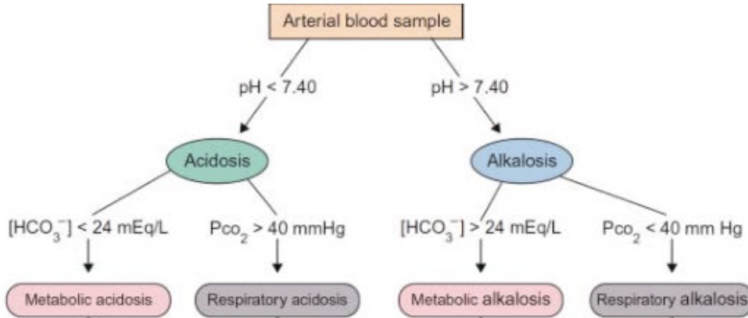 Arterial blood sample
pH < 7.40
pH > 7.40
Acidosis
Alkalosis
[HCO₃⁻] < 24 mEq/L
Pco₂ > 40 mmHg
[HCO₃⁻] > 24 mEq/L
Pco₂ < 40 mm Hg
Metabolic acidosis
Respiratory acidosis
Metabolic alkalosis
Respiratory alkalosis